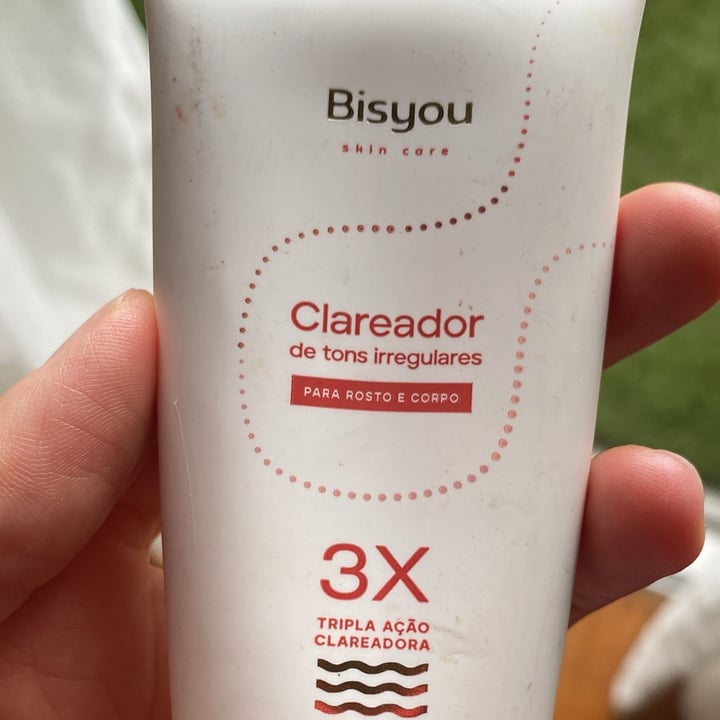 Bisyou
skin care
Clareador
de tons irregulares
PARA ROSTO E CORPO
3X
TRIPLA AÇÃO
CLAREADORA